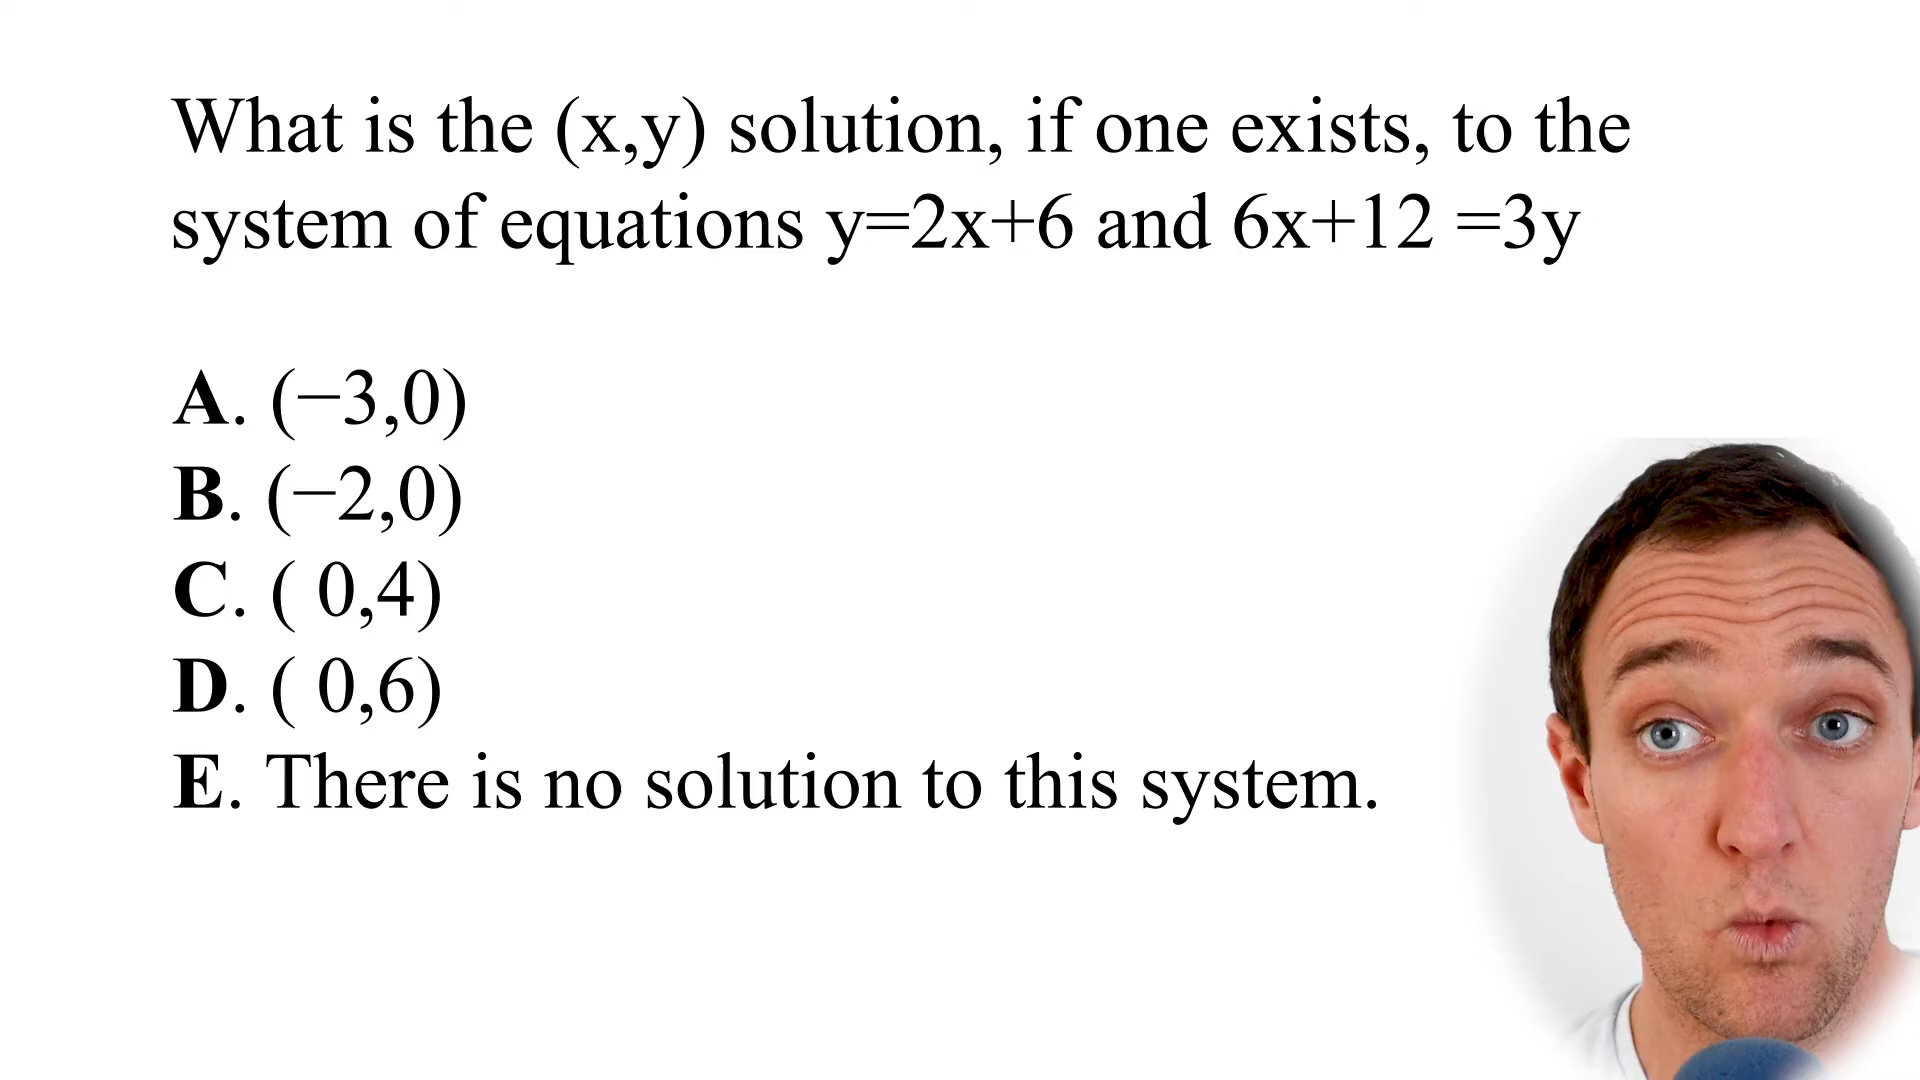 What is the (x,y) solution, if one exists, to the
system of equations y=2x+6 and 6x+12 =3y
A. (−3,0)
B. (−2,0)
C. ( 0,4)
D. ( 0,6)
E. There is no solution to this system.